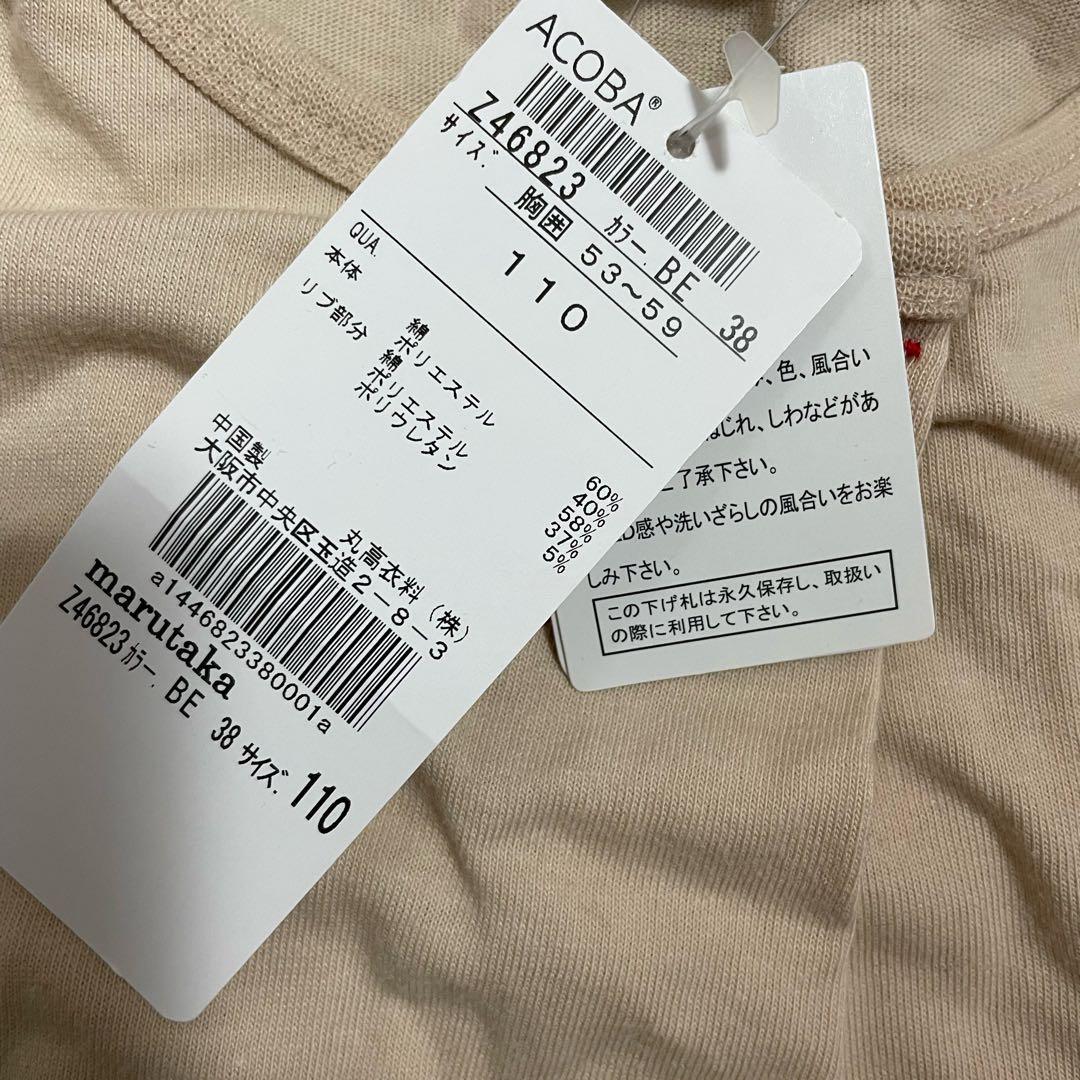 ACOBA®
Z46823 ｶﾗｰ. BE 38
サイズ. 胸囲 53～59
110
QUA.
本体 綿 60%
ポリエステル 40%
リブ部分 綿 58%
ポリエステル 37%
ポリウレタン 5%
中国製 丸高衣料（株）
大阪市中央区玉造2-8-3
a1446823380001a
marutaka
Z46823 ｶﾗｰ. BE 38 サイズ. 110
、色、風合い
ねじれ、しわなどがあ
ご了承下さい。
D感や洗いざらしの風合いをお楽
しみ下さい。
この下げ札は永久保存し、取扱い
の際に利用して下さい。